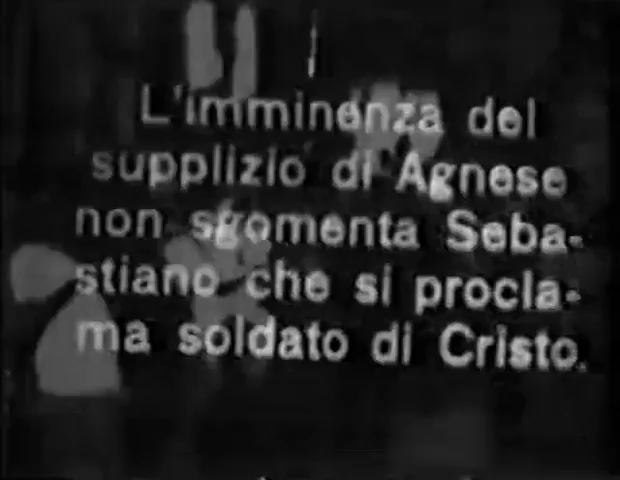 L'imminenza del
supplizio di Agnese
non sgomenta Seba-
stiano che si procla-
ma soldato di Cristo.